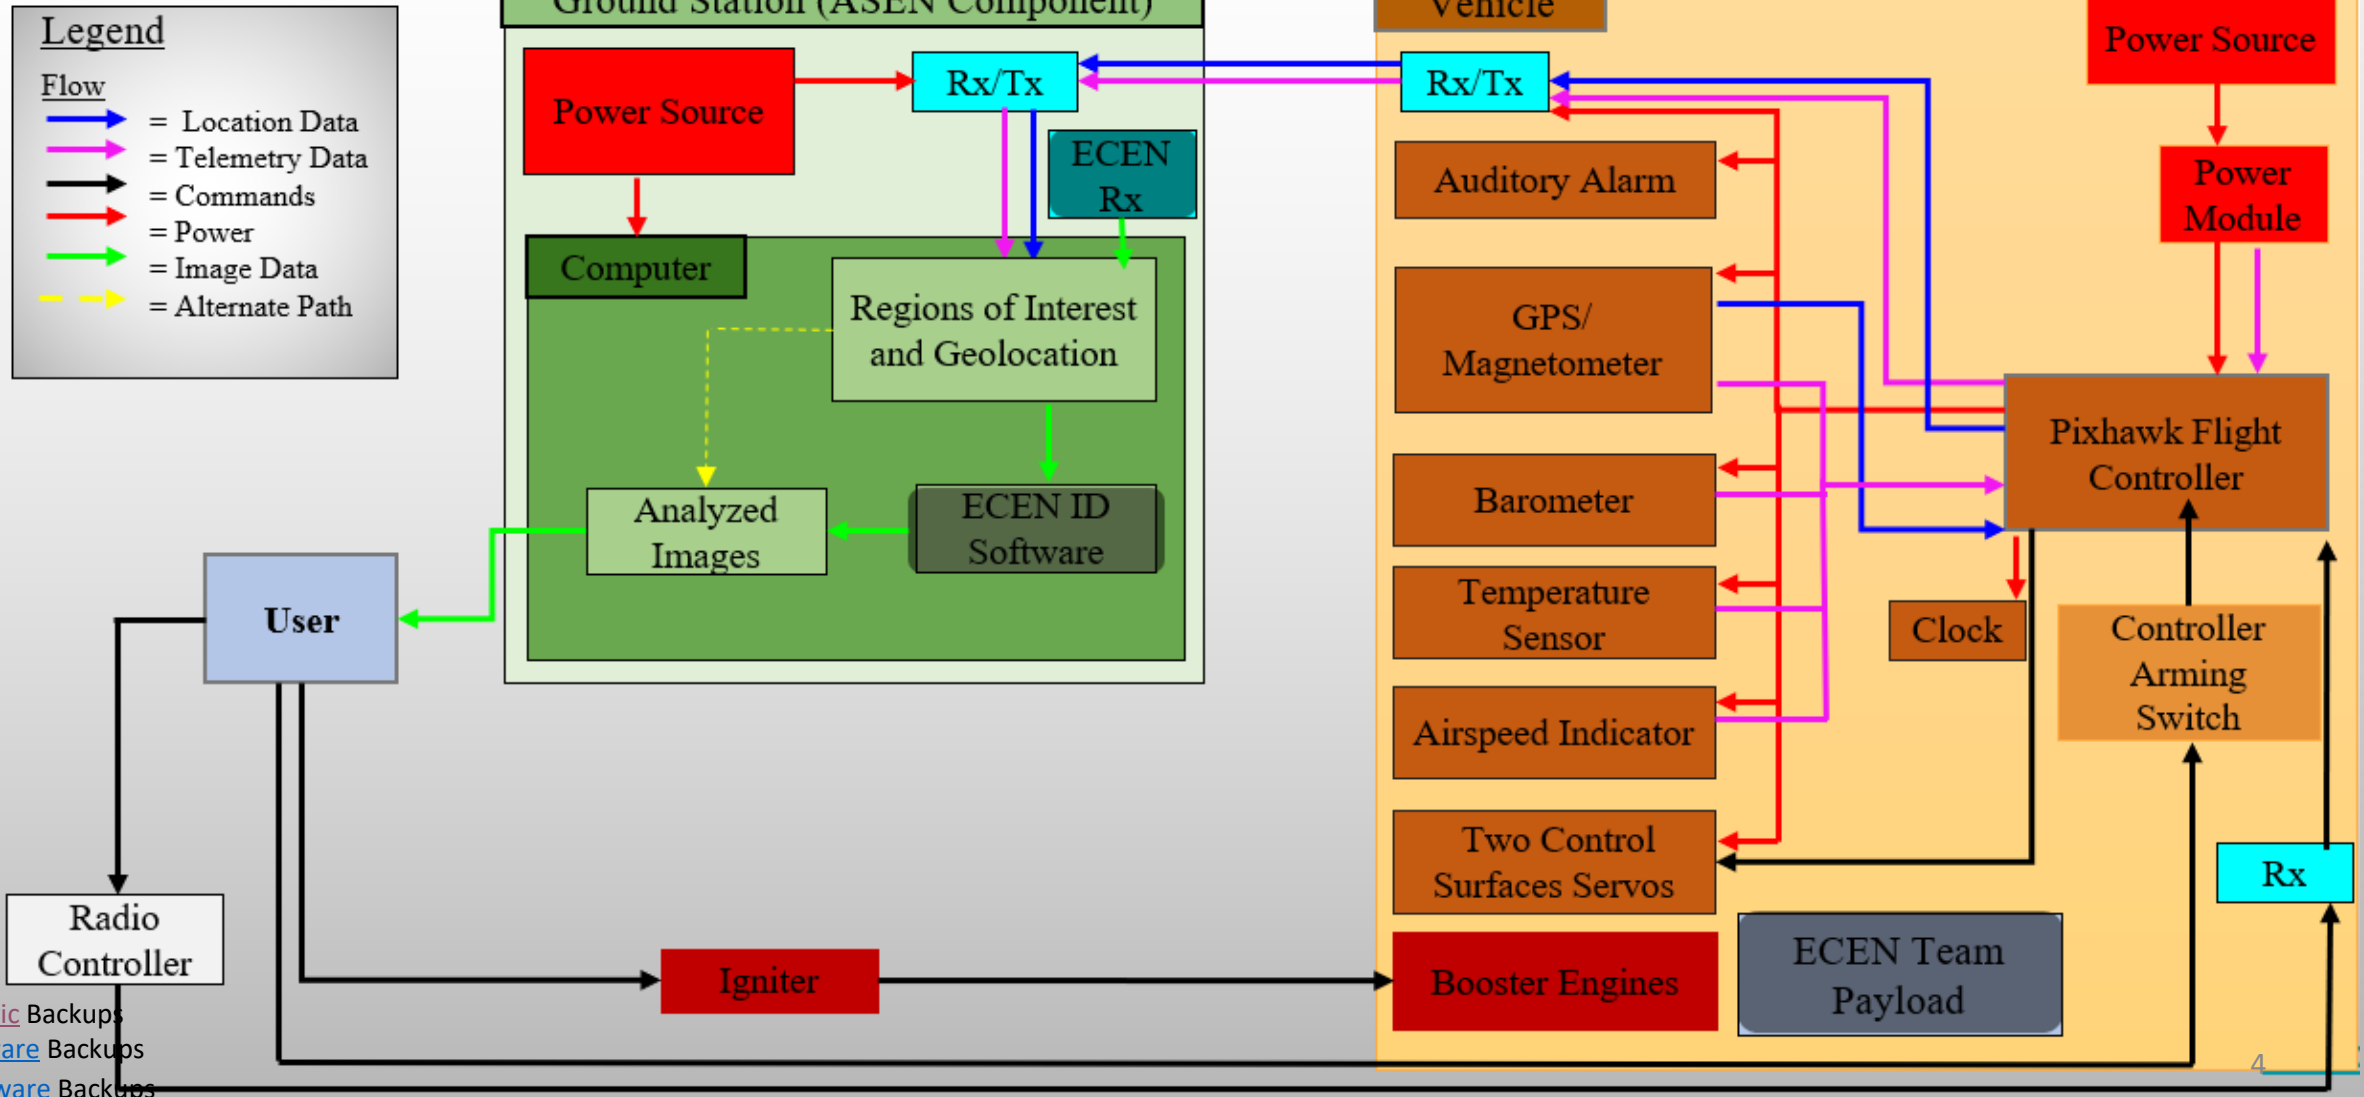 Legend
Flow
= Location Data
= Telemetry Data
= Commands
= Power
= Image Data
= Alternate Path
Ground Station (ASEN Component)
Power Source
Rx/Tx
ECEN
Rx
Computer
Regions of Interest
and Geolocation
Analyzed
Images
ECEN ID
Software
User
Radio
Controller
Igniter
Vehicle
Rx/Tx
Auditory Alarm
GPS/
Magnetometer
Barometer
Temperature
Sensor
Airspeed Indicator
Two Control
Surfaces Servos
Booster Engines
ECEN Team
Payload
Power Source
Power
Module
Pixhawk Flight
Controller
Clock
Controller
Arming
Switch
Rx
ic Backups
are Backups
ware Backups
4